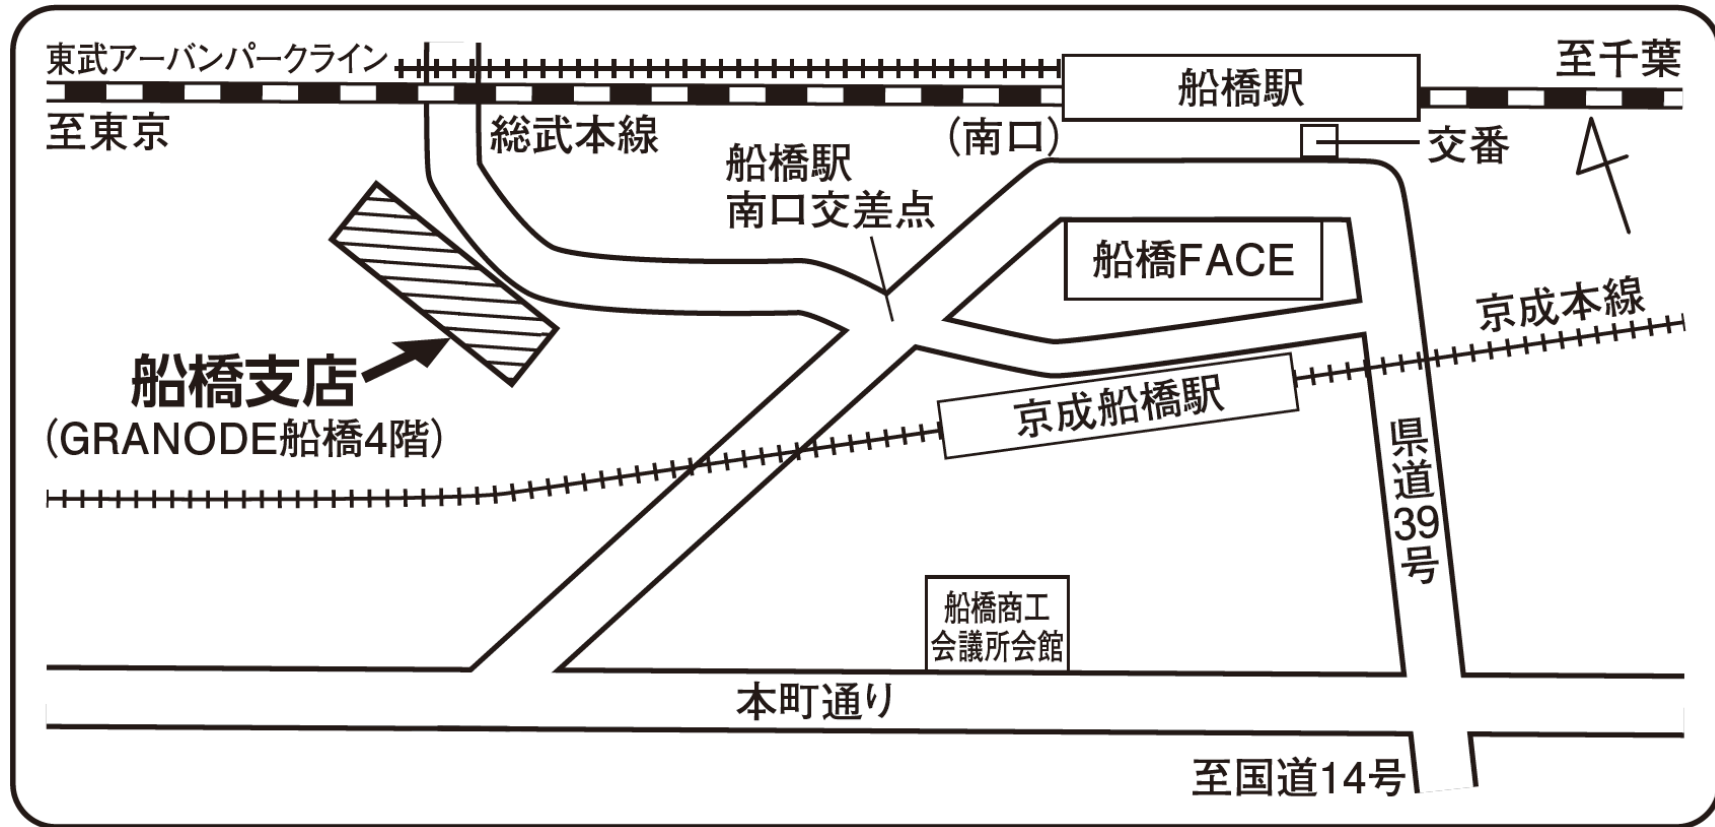 東武アーバンパークライン
船橋駅
至千葉
至東京
総武本線
(南口)
交番
船橋駅
南口交差点
船橋FACE
京成本線
船橋支店
(GRANODE船橋4階)
京成船橋駅
県道39号
船橋商工
会議所会館
本町通り
至国道14号